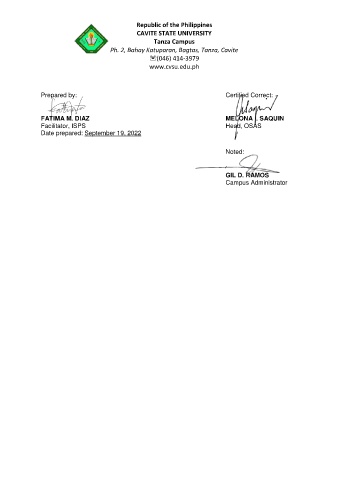 Republic of the Philippines
CAVITE STATE UNIVERSITY
Tanza Campus
Ph. 2, Bahay Katuparan, Bagtas, Tanza, Cavite
(046) 414-3979
www.cvsu.edu.ph
Prepared by:
Certified Correct:
FATIMA M. DIAZ
MELONA I. SAQUIN
Facilitator, ISPS
Head, OSAS
Date prepared: September 19, 2022
Noted:
GIL D. RAMOS
Campus Administrator